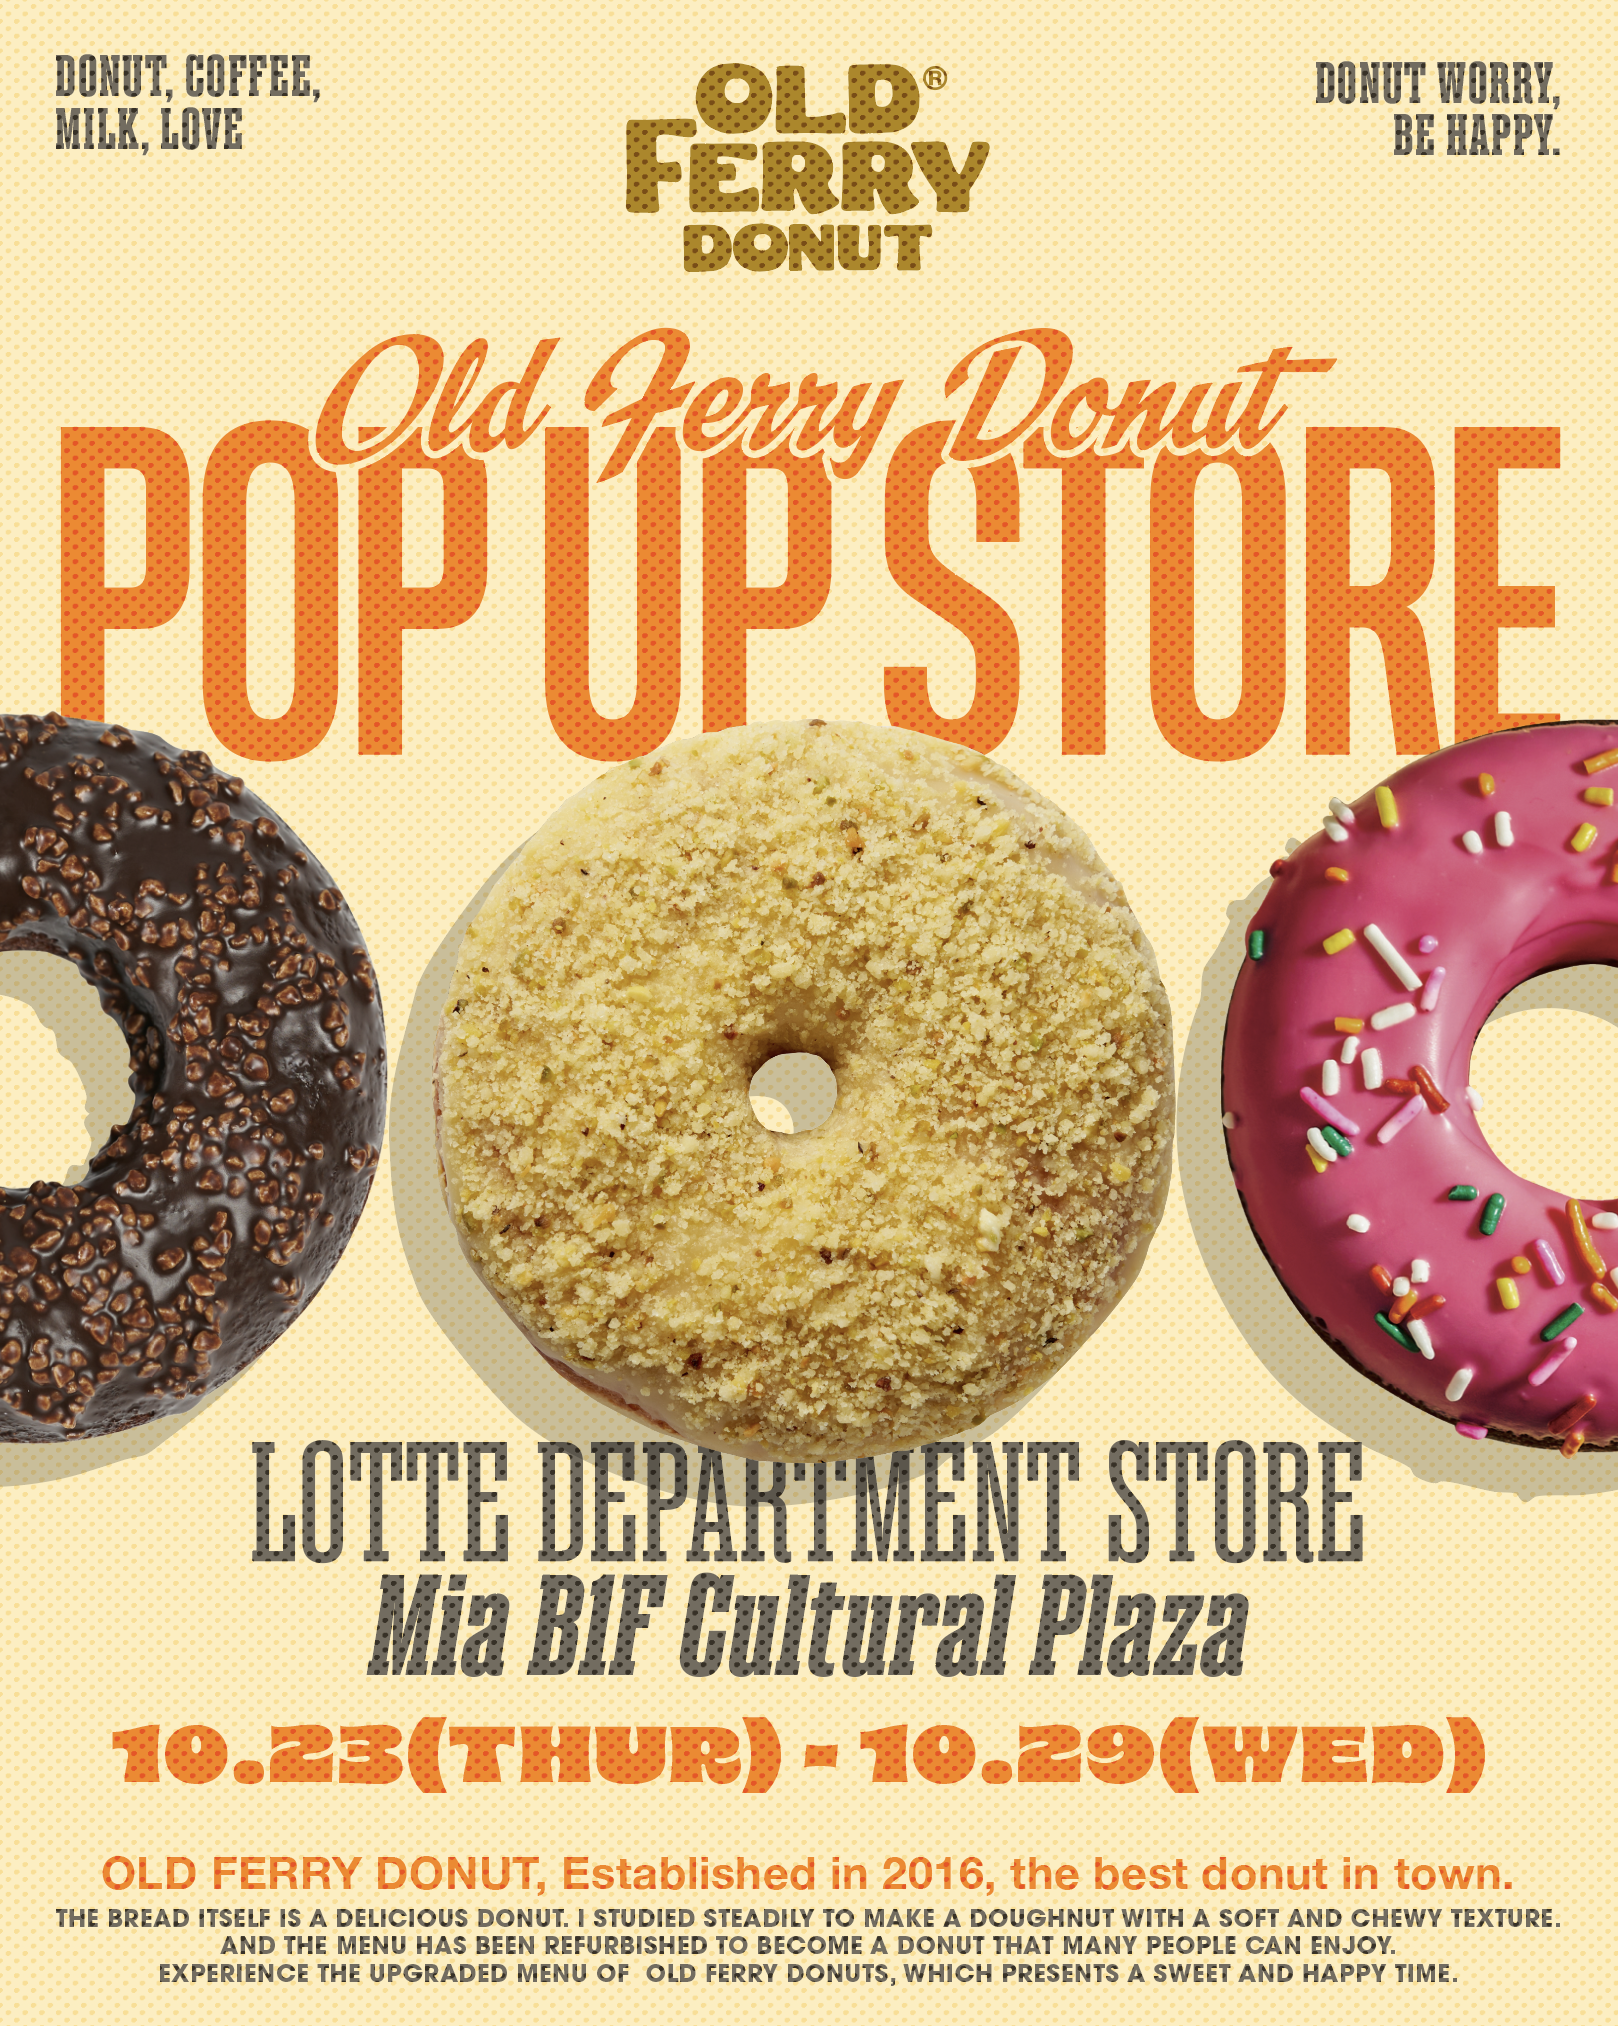 DONUT, COFFEE,
MILK, LOVE
OLD®
FERRY
DONUT
DONUT WORRY,
BE HAPPY.
Old Ferry Donut
POP UP STORE
LOTTE DEPARTMENT STORE
Mia B1F Cultural Plaza
10.23(THUR) - 10.29(WED)
OLD FERRY DONUT, Established in 2016, the best donut in town.
THE BREAD ITSELF IS A DELICIOUS DONUT. I STUDIED STEADILY TO MAKE A DOUGHNUT WITH A SOFT AND CHEWY TEXTURE.
AND THE MENU HAS BEEN REFURBISHED TO BECOME A DONUT THAT MANY PEOPLE CAN ENJOY.
EXPERIENCE THE UPGRADED MENU OF  OLD FERRY DONUTS, WHICH PRESENTS A SWEET AND HAPPY TIME.